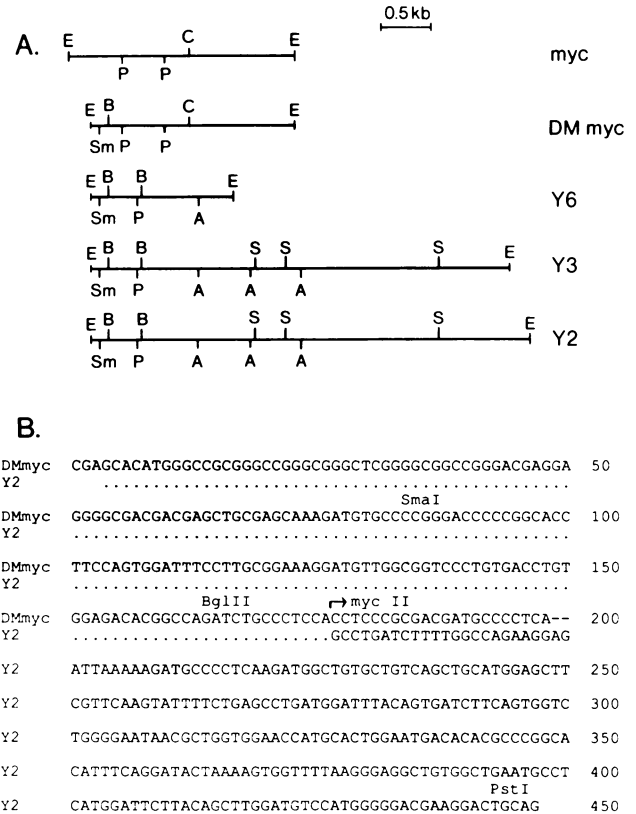 A.
0.5 kb
E C E
P P
myc
E B C E
Sm P P
DM myc
E B B E
Sm P A
Y6
E B B S S S E
Sm P A A A
Y3
E B B S S S E
Sm P A A A
Y2
B.
DMmyc CGAGCACATGGGCCGCGGGCCGGGCGGGCTCGGGGCGGCCGGGACGAGGA 50
Y2 ...............................................
SmaI
DMmyc GGGGCGACGACGAGCTGCGAGCAAAGATGTGCCCCGGGACCCCCGGCACC 100
Y2 ..................................................
DMmyc TTCCAGTGGATTTCCTTGCGGAAAGGATGTTGGCGGTCCCTGTGACCTGT 150
Y2 ..................................................
BglII myc II
DMmyc GGAGACACGGCCAGATCTGCCCTCCACCTCCCGCGACGATGCCCCTCA-- 200
Y2 ..........................GCCTGATCTTTTGGCCAGAAGGAG
Y2 ATTAAAAAGATGCCCCTCAAGATGGCTGTGCTGTCAGCTGCATGGAGCTT 250
Y2 CGTTCAAGTATTTTCTGAGCCTGATGGATTTACAGTGATCTTCAGTGGTC 300
Y2 TGGGGAATAACGCTGGTGGAACCATGCACTGGAATGACACACGCCCGGCA 350
Y2 CATTTCAGGATACTAAAAGTGGTTTTAAGGGAGGCTGTGGCTGAATGCCT 400
PstI
Y2 CATGGATTCTTACAGCTTGGATGTCCATGGGGGACGAAGGACTGCAG 450